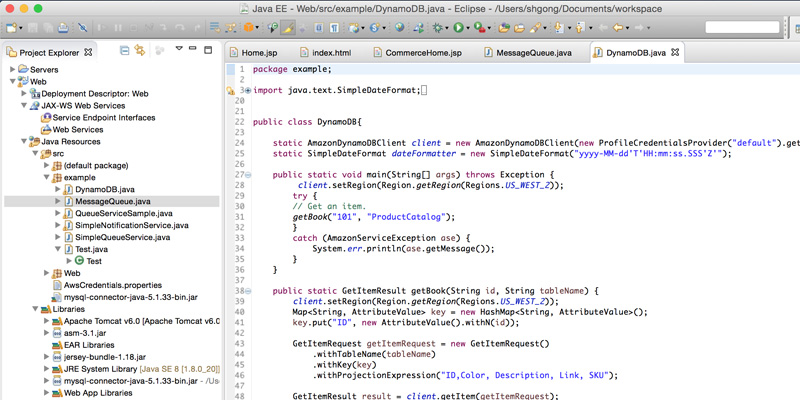 Java EE - Web/src/example/DynamoDB.java - Eclipse - /Users/shgong/Documents/workspace
Project Explorer
Servers
Web
Deployment Descriptor: Web
JAX-WS Web Services
Service Endpoint Interfaces
Web Services
Java Resources
src
(default package)
example
DynamoDB.java
MessageQueue.java
QueueServiceSample.java
SimpleNotificationService.java
SimpleQueueService.java
Test.java
Test
Web
AwsCredentials.properties
mysql-connector-java-5.1.33-bin.jar
Libraries
Apache Tomcat v6.0 [Apache Tomcat v6.
asm-3.1.jar
EAR Libraries
jersey-bundle-1.18.jar
JRE System Library [Java SE 8 [1.8.0_20]]
mysql-connector-java-5.1.33-bin.jar - /Us
Web App Libraries
Home.jsp
index.html
CommerceHome.jsp
MessageQueue.java
DynamoDB.java
1 package example;
2
3 import java.text.SimpleDateFormat;
20
21
22 public class DynamoDB{
23
24 static AmazonDynamoDBClient client = new AmazonDynamoDBClient(new ProfileCredentialsProvider("default").get
25 static SimpleDateFormat dateFormatter = new SimpleDateFormat("yyyy-MM-dd'T'HH:mm:ss.SSS'Z'");
26
27 public static void main(String[] args) throws Exception {
28 client.setRegion(Region.getRegion(Regions.US_WEST_2));
29 try {
30 // Get an item.
31 getBook("101", "ProductCatalog");
32 }
33 catch (AmazonServiceException ase) {
34 System.err.println(ase.getMessage());
35 }
36 }
37
38 public static GetItemResult getBook(String id, String tableName) {
39 client.setRegion(Region.getRegion(Regions.US_WEST_2));
40 Map<String, AttributeValue> key = new HashMap<String, AttributeValue>();
41 key.put("ID", new AttributeValue().withN(id));
42
43 GetItemRequest getItemRequest = new GetItemRequest()
44 .withTableName(tableName)
45 .withKey(key)
46 .withProjectionExpression("ID,Color, Description, Link, SKU");
47
48 GetItemResult result = client.getItem(getItemRequest);